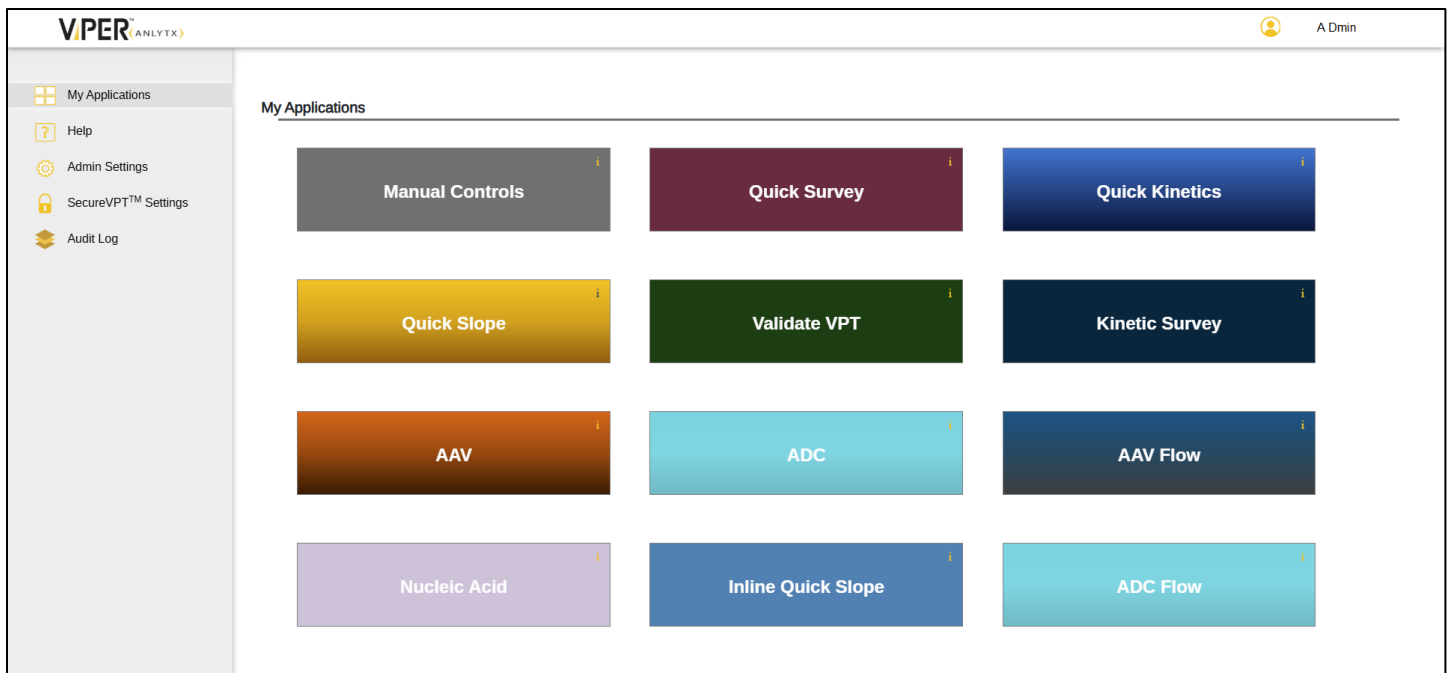 VIPER™ (ANLYTX)
A Dmin
My Applications
Help
Admin Settings
SecureVPT™ Settings
Audit Log
My Applications
i
Manual Controls
i
Quick Survey
i
Quick Kinetics
i
Quick Slope
i
Validate VPT
i
Kinetic Survey
i
AAV
i
ADC
i
AAV Flow
i
Nucleic Acid
i
Inline Quick Slope
i
ADC Flow